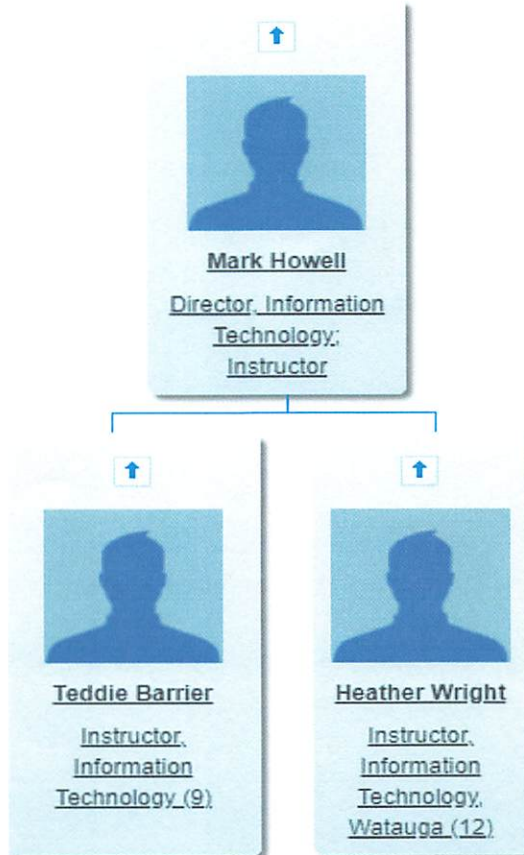 Mark Howell
Director, Information
Technology;
Instructor
Teddie Barrier
Instructor,
Information
Technology (9)
Heather Wright
Instructor,
Information
Technology,
Watauga (12)